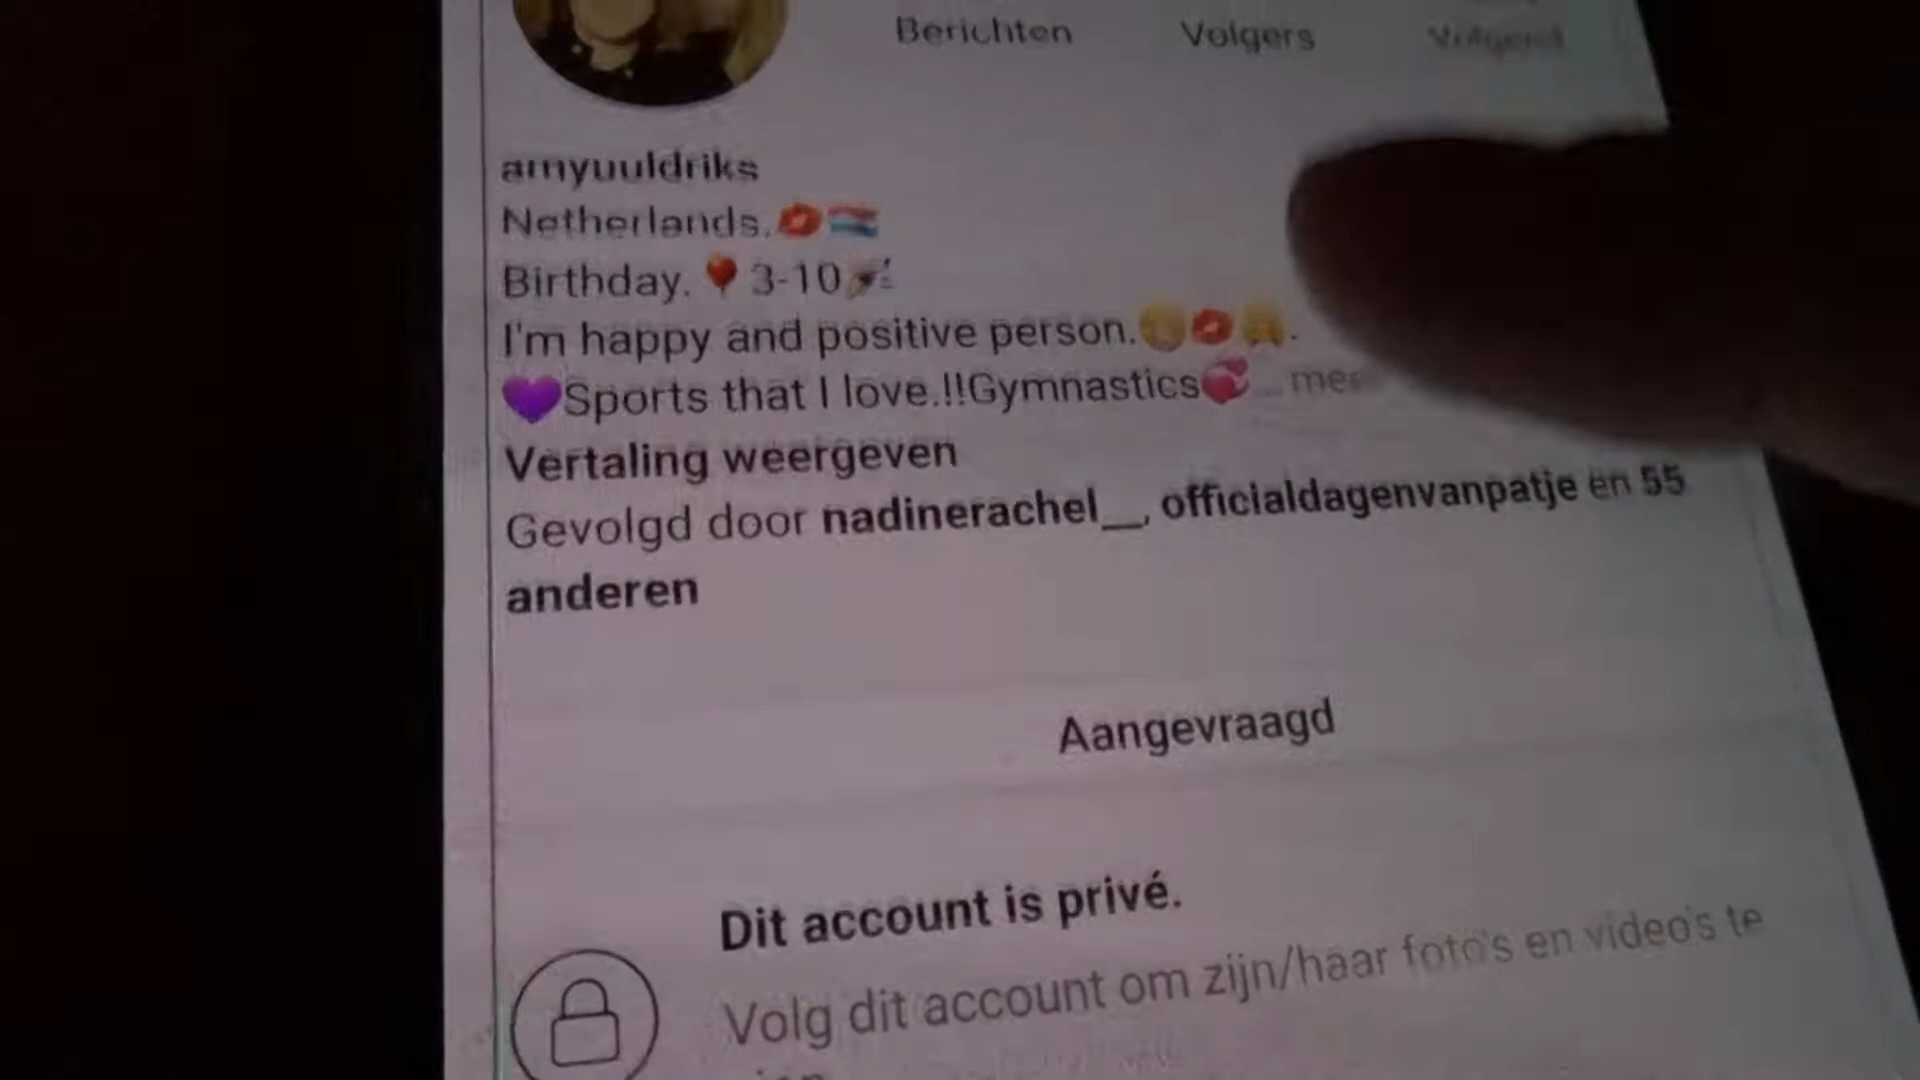 Berichten Volgers Volgend
amyuuldriks
Netherlands.💋🇳🇱
Birthday.🎈3-10🎉
I'm happy and positive person.😊💋🙈.
💜Sports that I love.!!Gymnastics💞...
Vertaling weergeven
Gevolgd door nadinerachel__, officialdagenvanpatje en 55
anderen
Aangevraagd
Dit account is privé.
Volg dit account om zijn/haar foto's en video's te